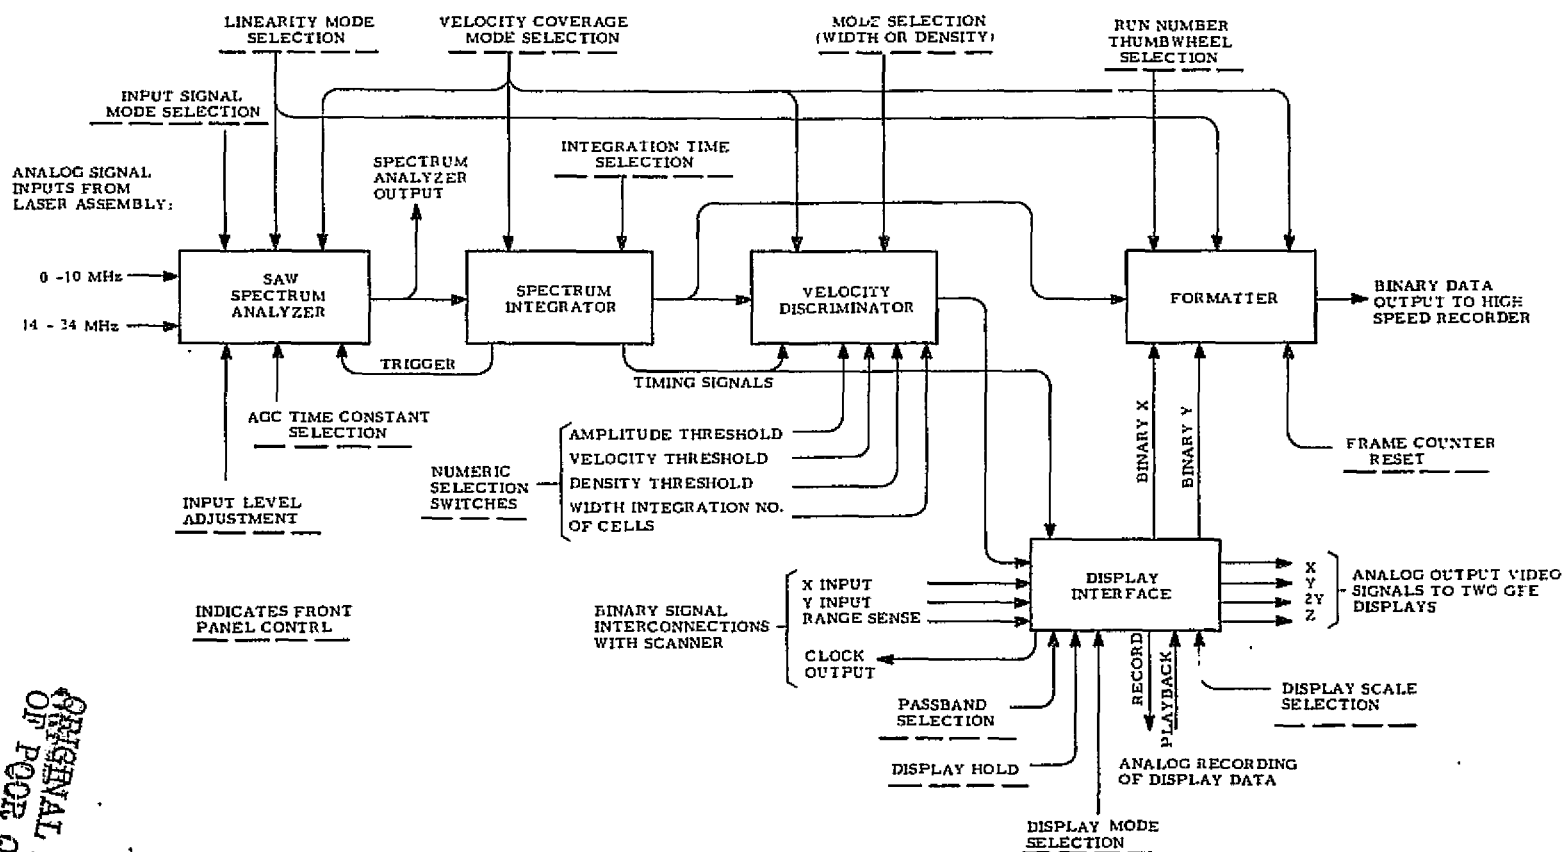 LINEARITY MODE
SELECTION
VELOCITY COVERAGE
MODE SELECTION
MODE SELECTION
(WIDTH OR DENSITY)
RUN NUMBER
THUMBWHEEL
SELECTION
INPUT SIGNAL
MODE SELECTION
SPECTRUM
ANALYZER
OUTPUT
INTEGRATION TIME
SELECTION
ANALOG SIGNAL
INPUTS FROM
LASER ASSEMBLY:
0 -10 MHz
14 - 34 MHz
SAW
SPECTRUM
ANALYZER
SPECTRUM
INTEGRATOR
VELOCITY
DISCRIMINATOR
FORMATTER
BINARY DATA
OUTPUT TO HIGH
SPEED RECORDER
TRIGGER
TIMING SIGNALS
AGC TIME CONSTANT
SELECTION
INPUT LEVEL
ADJUSTMENT
NUMERIC
SELECTION
SWITCHES
AMPLITUDE THRESHOLD
VELOCITY THRESHOLD
DENSITY THRESHOLD
WIDTH INTEGRATION NO.
OF CELLS
BINARY X
BINARY Y
FRAME COUNTER
RESET
INDICATES FRONT
PANEL CONTRL
BINARY SIGNAL
INTERCONNECTIONS
WITH SCANNER
X INPUT
Y INPUT
RANGE SENSE
CLOCK
OUTPUT
DISPLAY
INTERFACE
X
Y
2Y
Z
ANALOG OUTPUT VIDEO
SIGNALS TO TWO GFE
DISPLAYS
RECORD
PLAYBACK
PASSBAND
SELECTION
DISPLAY HOLD
DISPLAY MODE
SELECTION
ANALOG RECORDING
OF DISPLAY DATA
DISPLAY SCALE
SELECTION
ORIGINAL
OF POOR